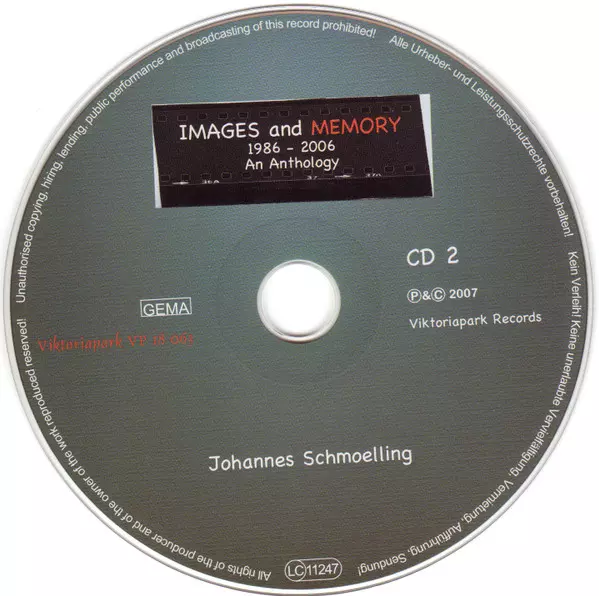 IMAGES and MEMORY
1986 - 2006
An Anthology
CD 2
GEMA
Ⓟ&Ⓒ 2007
Viktoriapark Records
Viktoriapark VP
Johannes Schmoelling
LC 11247
All rights of the producer and of the owner of the work reproduced reserved! Unauthorised copying, hiring, lending, public performance and broadcasting of this record prohibited!
Alle Urheber- und Leistungsschutzrechte vorbehalten! Kein Verleih! Keine unerlaubte Vervielfältigung, Vermietung, Aufführung, Sendung!